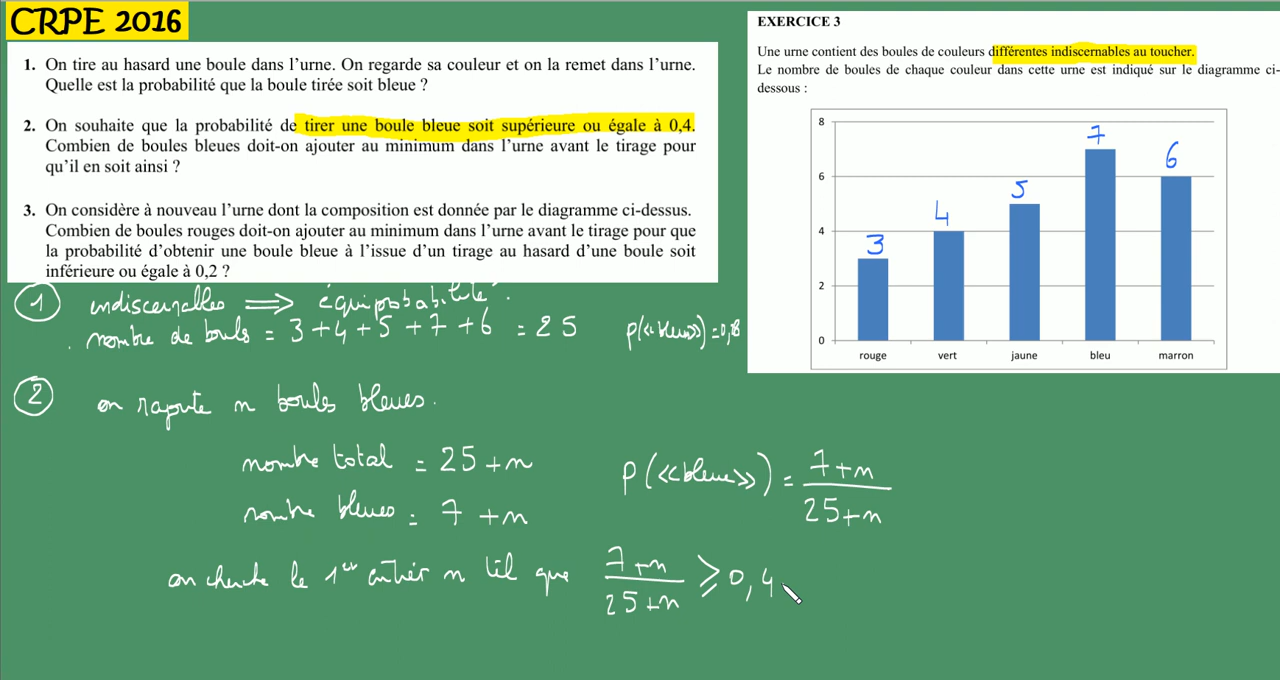 CRPE 2016
1. On tire au hasard une boule dans l'urne. On regarde sa couleur et on la remet dans l'urne.
Quelle est la probabilité que la boule tirée soit bleue ?
2. On souhaite que la probabilité de tirer une boule bleue soit supérieure ou égale à 0,4.
Combien de boules bleues doit-on ajouter au minimum dans l'urne avant le tirage pour
qu'il en soit ainsi ?
3. On considère à nouveau l'urne dont la composition est donnée par le diagramme ci-dessus.
Combien de boules rouges doit-on ajouter au minimum dans l'urne avant le tirage pour que
la probabilité d'obtenir une boule bleue à l'issue d'un tirage au hasard d'une boule soit
inférieure ou égale à 0,2 ?
EXERCICE 3
Une urne contient des boules de couleurs différentes indiscernables au toucher.
Le nombre de boules de chaque couleur dans cette urne est indiqué sur le diagramme ci-
dessous :
8
6
4
2
0
3 4 5 7 6
rouge vert jaune bleu marron
1 indiscernables ⟹ équiprobabilité.
nombre de bouls = 3+4+5+7+6 = 25 p(«bleu»)=0,28
2 on rajoute n boules bleues.
nombre total = 25+n
nombre bleues = 7+n
p(«bleue») = (7+n)/(25+n)
on cherche le 1er entier n tel que (7+n)/(25+n) ⩾ 0,4